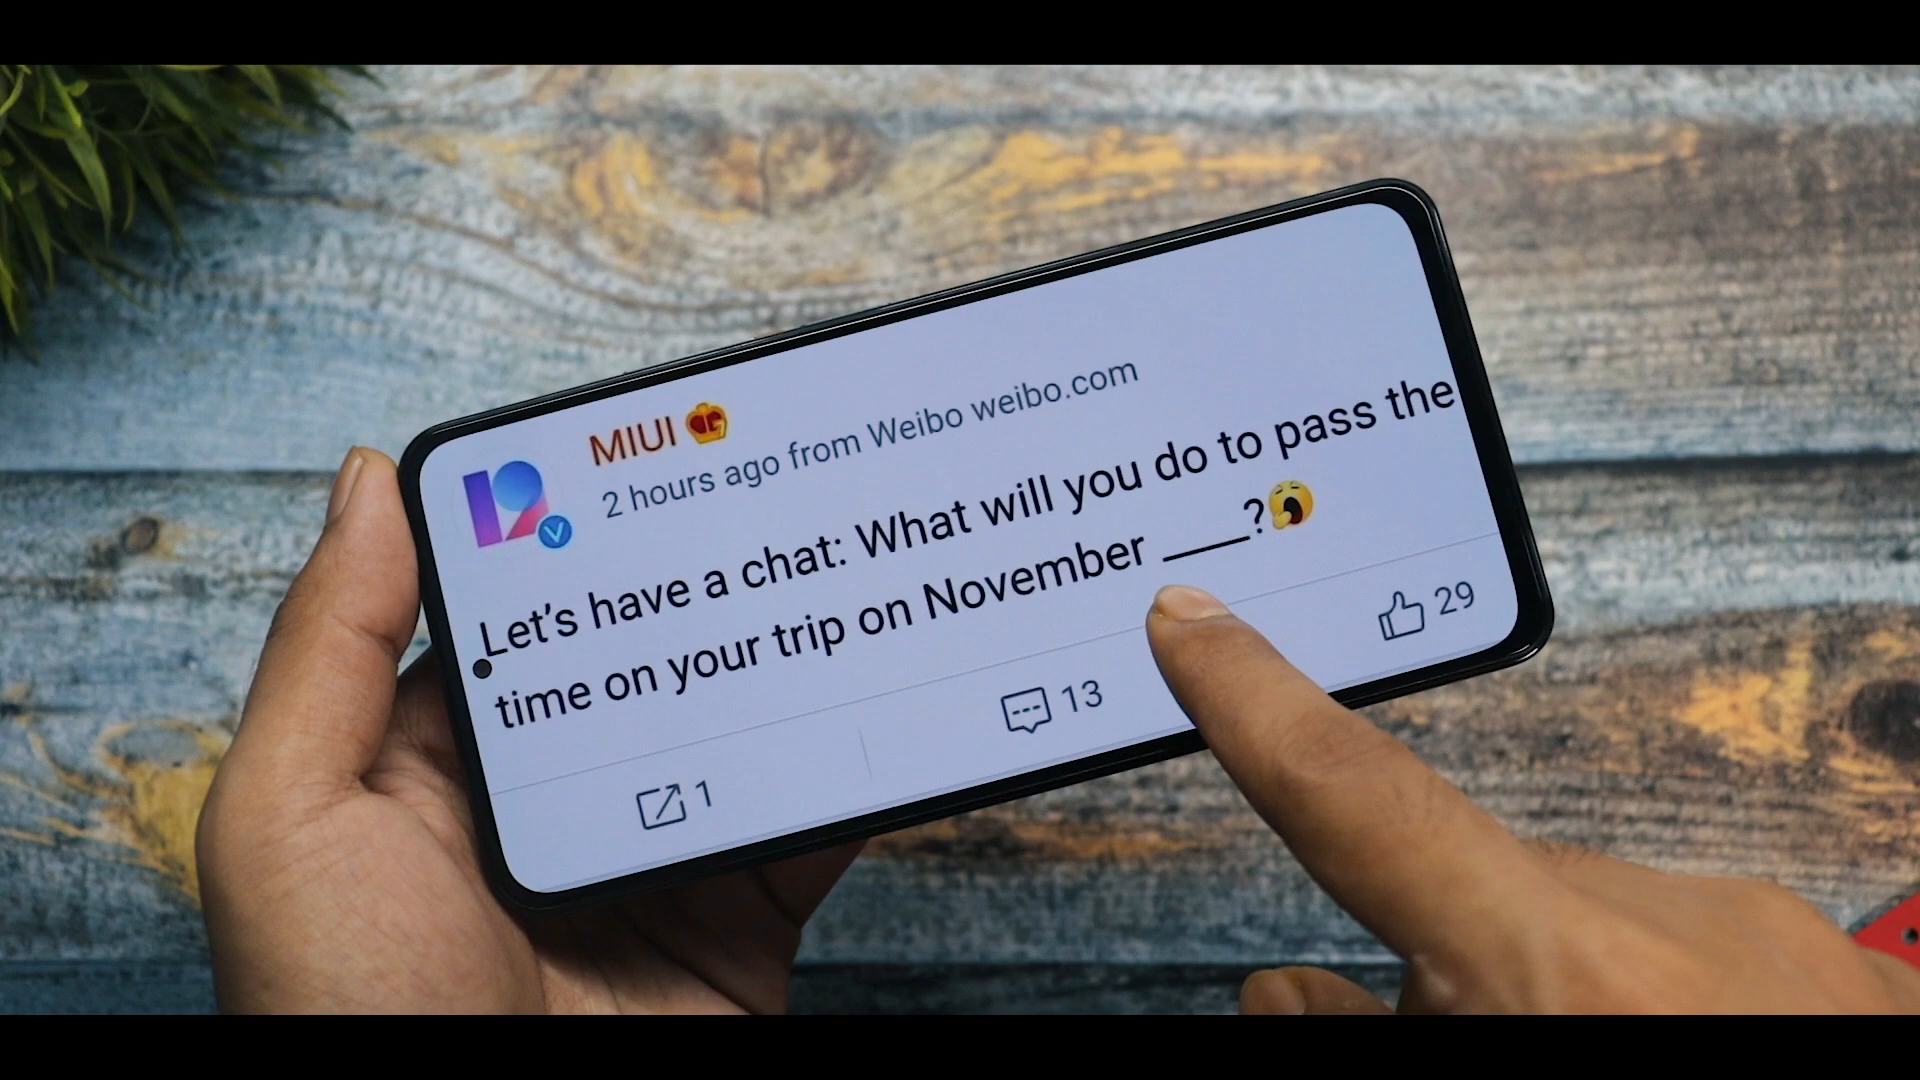 MIUI
2 hours ago from Weibo weibo.com
Let's have a chat: What will you do to pass the
time on your trip on November ____?
1
13
29